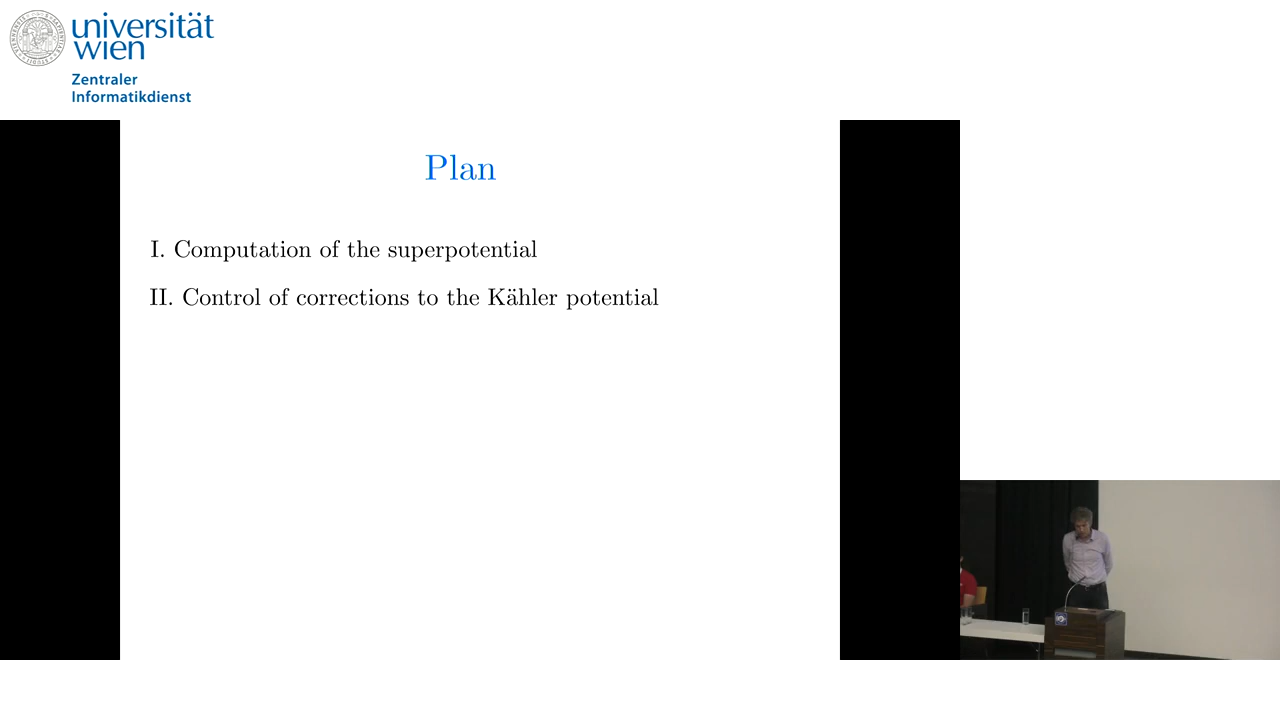 universität
wien
Zentraler
Informatikdienst
Plan
I. Computation of the superpotential
II. Control of corrections to the Kähler potential